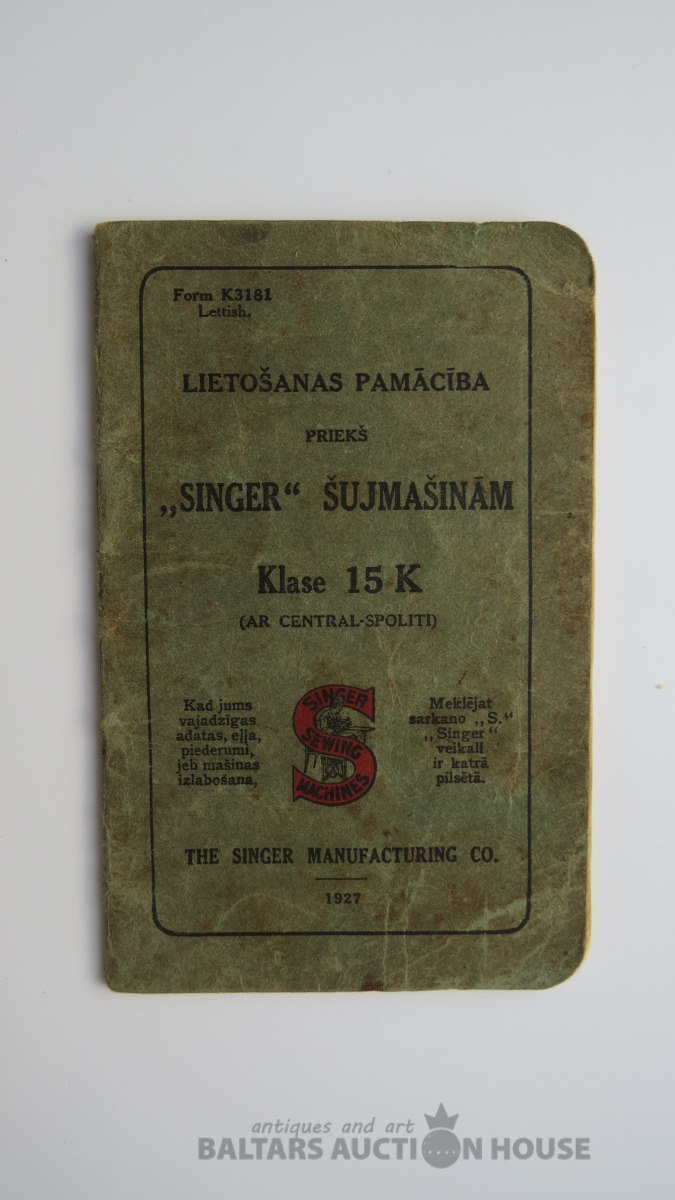 Form K3181
Lettish.
LIETOŠANAS PAMĀCĪBA
PRIEKŠ
„SINGER“ ŠUJMAŠINĀM
Klase 15 K
(AR CENTRAL-SPOLITI)
Kad jums
vajadzīgas
adatas, eļļa,
piederumi,
jeb mašinas
izlabošana,
SINGER
SEWING
MACHINES
Meklējat
sarkano „S.“
„Singer“
veikali
ir katrā
pilsētā.
THE SINGER MANUFACTURING CO.
1927
antiques and art
BALTARS AUCTION HOUSE